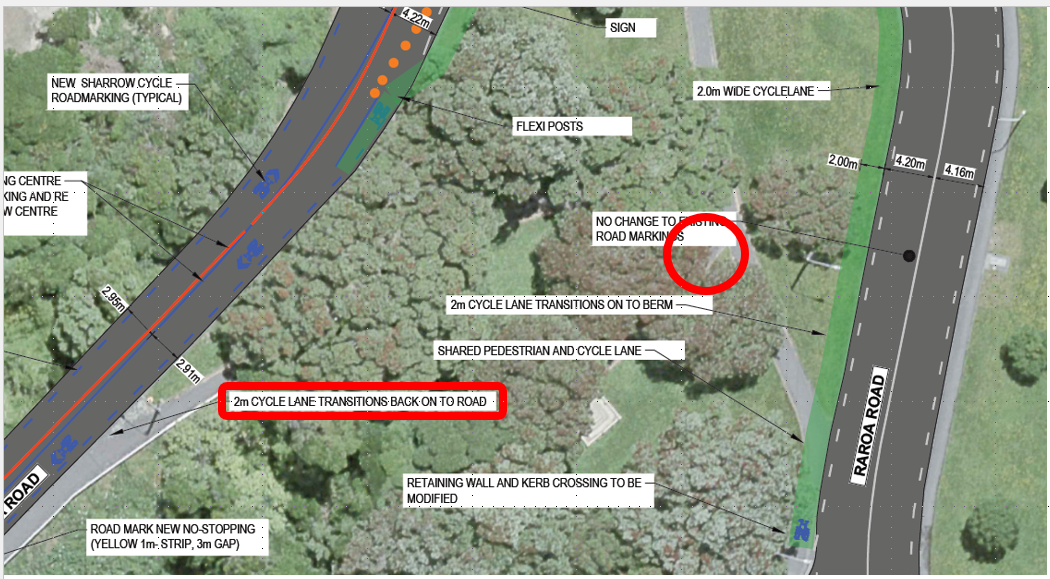 4.22m
SIGN
NEW SHARROW CYCLE
ROADMARKING (TYPICAL)
2.0m WIDE CYCLELANE
FLEXI POSTS
2.00m
4.20m
4.16m
NG CENTRE
KING AND RE
W CENTRE
NO CHANGE TO EXISTING
ROAD MARKINGS
2.95m
2m CYCLE LANE TRANSITIONS ON TO BERM
SHARED PEDESTRIAN AND CYCLE LANE
2.91m
2m CYCLE LANE TRANSITIONS BACK ON TO ROAD
RAROA ROAD
RETAINING WALL AND KERB CROSSING TO BE
MODIFIED
ROAD
ROAD MARK NEW NO-STOPPING
(YELLOW 1m- STRIP, 3m GAP)